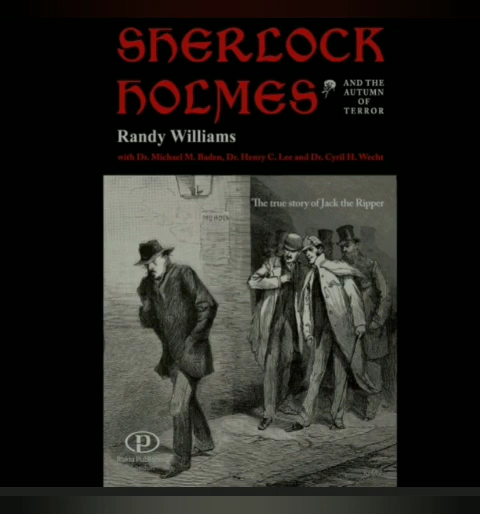 SHERLOCK
HOLMES
AND THE
AUTUMN
OF
TERROR
Randy Williams
with Dr. Michael M. Baden, Dr. Henry C. Lee and Dr. Cyril H. Wecht
The true story of Jack the Ripper
P